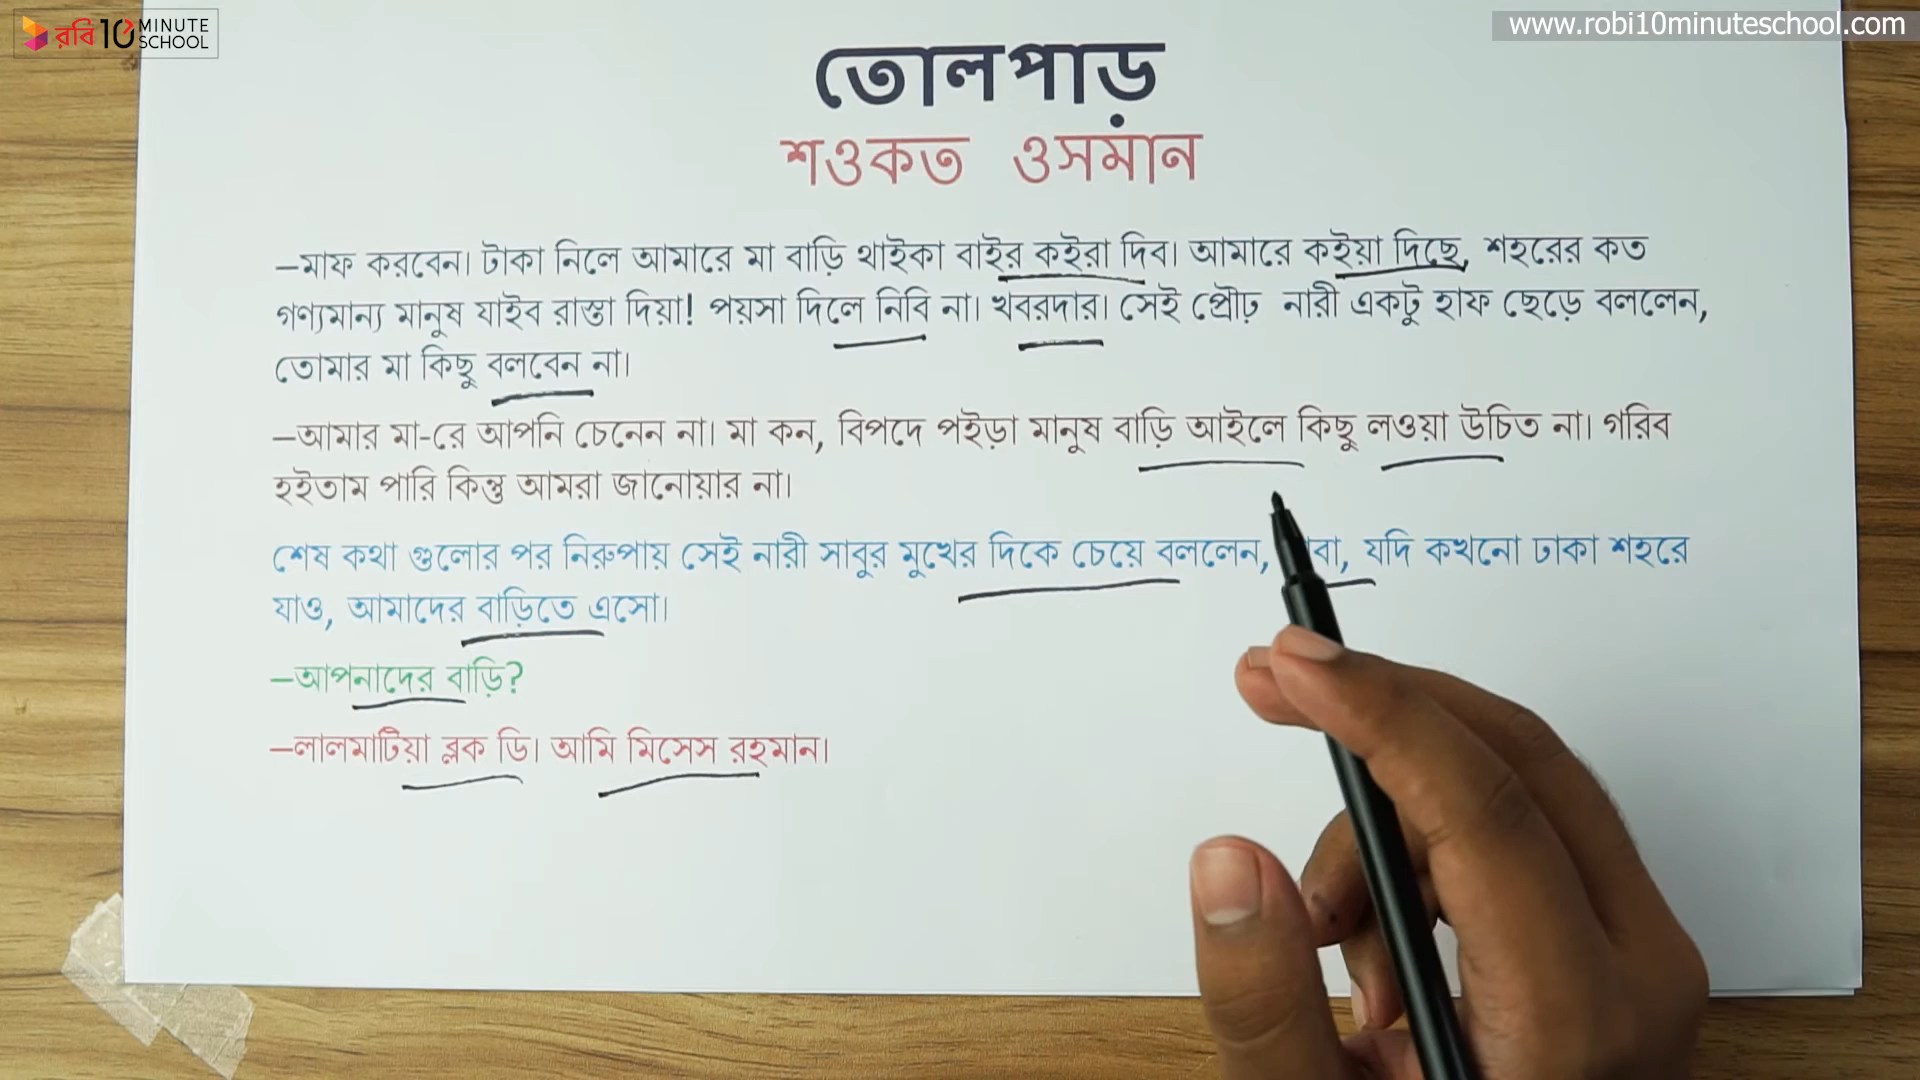 রবি 10 MINUTE SCHOOL
www.robi10minuteschool.com
তোলপাড়
শওকত ওসমান
–মাফ করবেন। টাকা নিলে আমারে মা বাড়ি থাইকা বাইর কইরা দিব। আমারে কইয়া দিছে, শহরের কত
গণ্যমান্য মানুষ যাইব রাস্তা দিয়া! পয়সা দিলে নিবি না। খবরদার। সেই প্রৌঢ় নারী একটু হাফ ছেড়ে বললেন,
তোমার মা কিছু বলবেন না।
–আমার মা-রে আপনি চেনেন না। মা কন, বিপদে পইড়া মানুষ বাড়ি আইলে কিছু লওয়া উচিত না। গরিব
হইতাম পারি কিন্তু আমরা জানোয়ার না।
শেষ কথা গুলোর পর নিরুপায় সেই নারী সাবুর মুখের দিকে চেয়ে বললেন, যদি কখনো ঢাকা শহরে
যাও, আমাদের বাড়িতে এসো।
–আপনাদের বাড়ি?
–লালমাটিয়া ব্লক ডি। আমি মিসেস রহমান।